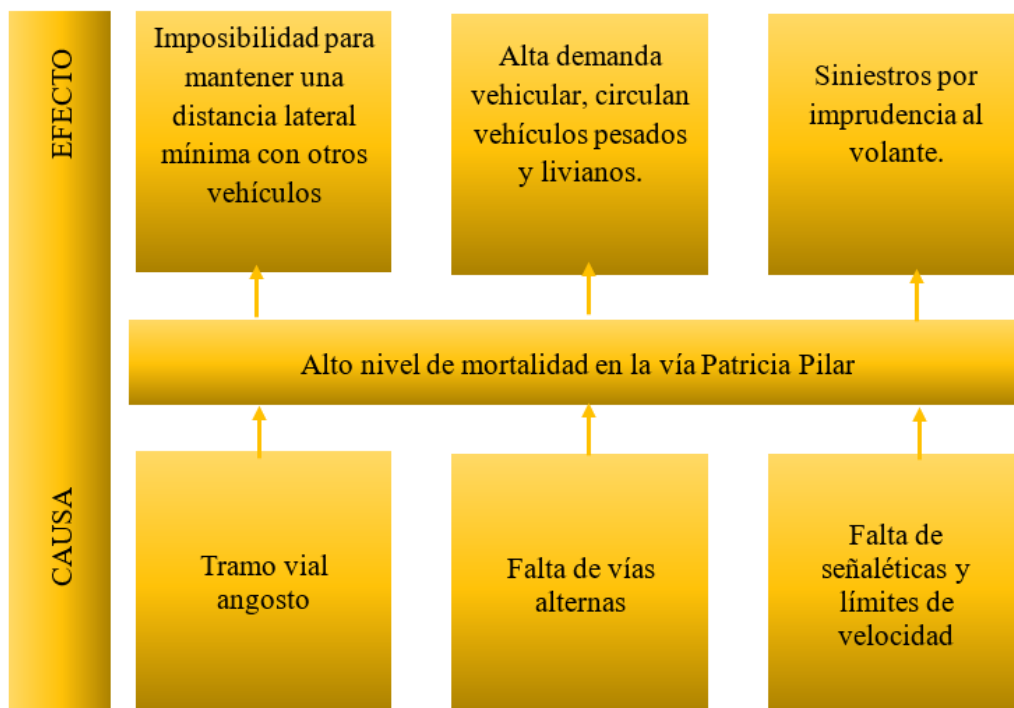 EFECTO
Imposibilidad para
mantener una
distancia lateral
mínima con otros
vehículos
Alta demanda
vehicular, circulan
vehículos pesados
y livianos.
Siniestros por
imprudencia al
volante.
Alto nivel de mortalidad en la vía Patricia Pilar
CAUSA
Tramo vial
angosto
Falta de vías
alternas
Falta de
señaléticas y
límites de
velocidad